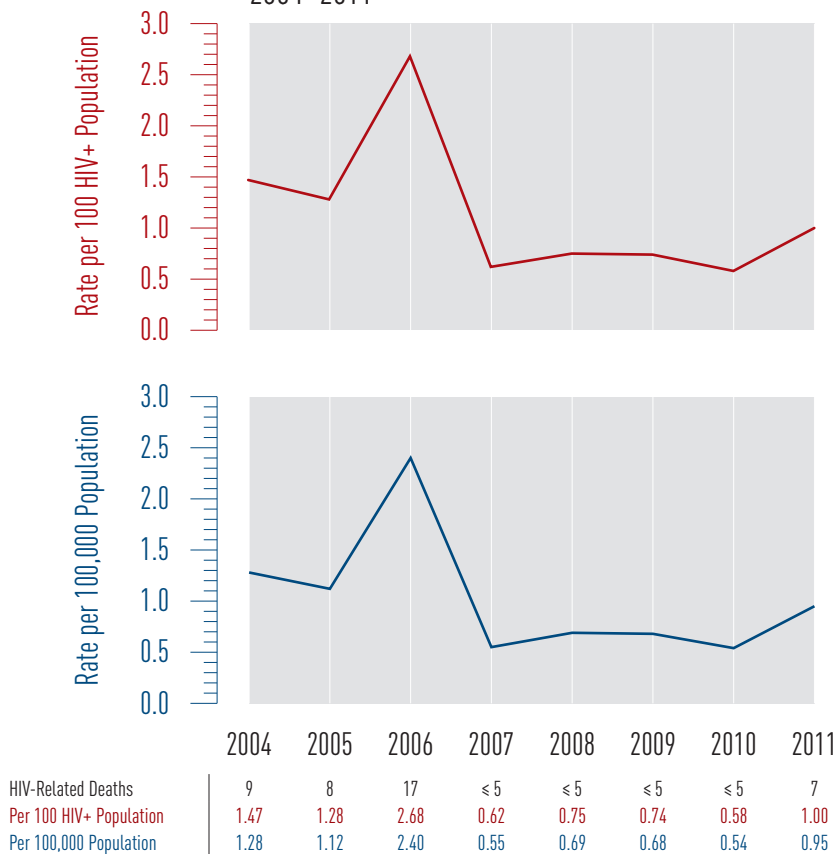 3.0
2.5
2.0
1.5
1.0
0.5
0.0
Rate per 100 HIV+ Population
3.0
2.5
2.0
1.5
1.0
0.5
0.0
Rate per 100,000 Population
2004 2005 2006 2007 2008 2009 2010 2011
HIV-Related Deaths 9 8 17 ≤ 5 ≤ 5 ≤ 5 ≤ 5 7
Per 100 HIV+ Population 1.47 1.28 2.68 0.62 0.75 0.74 0.58 1.00
Per 100,000 Population 1.28 1.12 2.40 0.55 0.69 0.68 0.54 0.95